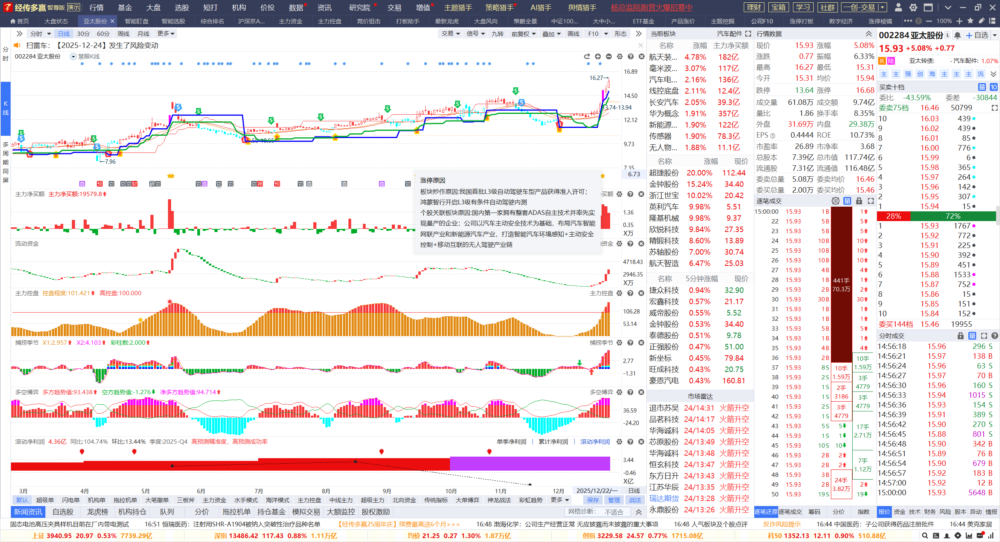 经传多赢 智尊版 演示 行情 基金 大盘 选股 短打 机构 价投 数据 资讯 研究院 交易 增值 主题猎手 策略猎手 AI猎手 舆情猎手 杨总监陪跑营火爆招募中 理财 宝箱 学习 社群 一创-交易
首页 大盘状态 亚太股份 智能盯盘 智能选股 综合排名 沪深京A... 主力资金 主力控盘 竞价狙击 打板助手 最新龙虎 大盘风向 策略全景 中证100... 大中小... ETF基金 产品涨价 主题挖掘 公司F10 涨停打板 数字经济 涨停棱镜 100%
分时 日线 30分 60分 周线 月线 更多 交易 信号 九转 前复权 叠加 画线 F10 形态
扫雷车：【2025-12-24】发生了风险变动
002284 亚太股份 慧眼K线
分时
K线
多周期同屏
16.89
14.50
12.12
9.73
7.35
6.73
16.27→
13.74-13.94
←7.96
涨停原因
板块炒作原因:我国首批L3级自动驾驶车型产品获得准入许可；
鸿蒙智行开启L3级有条件自动驾驶内测
个股关联板块原因:国内第一家拥有整套ADAS自主技术并率先实
现量产的企业；公司以汽车主动安全技术为基础，布局汽车智能
网联产业和新能源汽车产业，打造智能汽车环境感知+主动安全
控制+移动互联的无人驾驶产业链
主力净买额 主力净买额:19579.8
1.36
0.35
X万
流动资金
4718.43
2946.35
X万
主力控盘 控盘程度:101.421 高控盘:100.000 主力控盘
106.28
53.14
捕捞季节 X1:2.957 X2:4.103 彩柱数:2.000 捕捞季节
2.77
-1.31
多空博弈 多方趋势值:93.438 空方趋势值:-1.276 净多方趋势值:94.714 多空博弈
36.59
-24.20
滚动净利润 4.36亿 同比:104.74% 环比:13.44% 季度:2025-Q4 高预测精准度，高预测成功率 单季净利润 累计净利润 滚动净利润
3.44
-0.46
X亿
3月 4月 5月 6月 7月 8月 9月 10月 11月 12月 2025/12/22/一 日线
默认 超级单 闪电单 机构单 拖拉机单 大笔撤单 三板斧 主力资金 水手模式 海洋模式 主力控盘 中线主力 超级主力 北向资金 传统指标 大单博弈 神龙战法 彩虹趋势 更多 保存 管理 战法
新闻资讯 自选股 龙虎榜 机构持仓 队列 分价 拖拉机单 持仓基金 模拟交易 大额监控 股权激励 网格诊断： 不适合
当前板块 汽车配件
名称 涨幅 主力净买额
航天装... 4.78% 182亿
毫米波... 3.07% 117亿
汽车电... 2.16% 136亿
线控底盘 2.11% 12.4亿
长安汽车 2.05% 39.3亿
华为概念 1.91% 357亿
新能源... 1.90% 122亿
传感器 1.90% 78.3亿
无人物... 1.88% 11.1亿
名称 涨幅 现价
超捷股份 20.00% 112.44
金钟股份 15.24% 34.40
浙江世宝 10.02% 20.42
英利汽车 9.98% 5.51
隆基机械 9.98% 9.37
欣锐科技 9.84% 27.35
精锻科技 8.60% 13.89
苏轴股份 7.00% 30.74
航天智造 6.47% 25.03
名称 5分钟涨幅 现价
捷众科技 0.94% 32.90
宏鑫科技 0.57% 21.17
威帝股份 0.55% 5.52
金钟股份 0.53% 34.40
泰德股份 0.51% 9.78
正强股份 0.47% 51.00
新坐标 0.45% 79.84
旺成科技 0.43% 20.75
豪恩汽电 0.43% 160.81
市场雷达
退市苏吴 24/14:31 火箭升空
品茗科技 24/14:17 火箭升空
华海诚科 24/14:05 火箭升空
芯原股份 24/13:49 火箭升空
华海诚科 24/13:48 火箭升空
恒玄科技 24/13:47 火箭升空
东方日升 24/13:43 火箭升空
江苏华辰 24/13:35 火箭升空
瑞达期货 24/13:28 火箭升空
永鼎股份 24/13:26 火箭升空
行情数据
现价 15.93 涨幅 5.08%
涨跌 0.77 振幅 6.33%
最高 16.27 最低 15.31
今开 15.31 均价 15.94
跌停 13.64 涨停 16.68
成交量 61.08万 成交额 9.74亿
量比 1.86 换手率 8.35%
外盘 31.69万 内盘 29.38万
EPS③ 0.4444 ROE 10.73%
市盈率 26.89 市净率 3.68
总股本 7.39亿 总市值 117.74亿
流通股 7.31亿 流通值 116.48亿
委卖总量 5.08万 委卖均价 16.46
委买总量 2.00万 委买均价 15.46
逐笔成交 单 量
15:00:00 15.93 1B 1
22 15.93 5B 5
23 15.93 5B 5
24 15.93 10B 10
25 15.93 10B 10
26 15.93 10B 10
27 15.93 4B 4
28 15.93 1B 1
29 15.93 2B 2
30 15.93 30B 30
31 15.93 1B 1
32 15.93 1B 1
33 15.93 5B 5
34 15.93 1B 1
35 15.93 4B 4
36 15.93 2B
37 15.93 8S
38 15.93 2S
39 15.93 1S
40 15.93 1S
41 15.93 2S
42 15.93 1S
43 15.93 5S 5
44 15.93 1S 1
45 15.93 10S 10
46 15.93 2B 2
47 15.93 2B 2
48 15.93 3B
49 15.93 2B 2
50 15.93 19S 19
441手
70.3万
10手
1.59万
2手
3186
3手
4779
24手
3.82万
10手
1.59万
3手
4779
3手
4779
17手
2.71万
7手
1.12万
逐笔还原 逐笔成交 筹码 分价 指数
002284 亚太股份 自选
15.93 +5.08% +0.77
R 陆 亚太转债: - 汽车配件: 1.07%
主 主 强 创 海 主 主 主 流
买卖十档 量 10
委比 -43.59% 委差 -30844
委卖75档 16.46 50799
10 16.03 439
9 16.02 439
8 16.01 85
7 16.00 776
6 15.99 6
5 15.98 365
4 15.97 264
3 15.96 142
2 15.95 307
1 15.94 15
28% 72%
1 15.93 1767
2 15.92 772
3 15.91 225
4 15.90 392
5 15.89 451
6 15.88 1533
7 15.87 752
8 15.86 15
9 15.85 151
10 15.84 152
委买144档 15.46 19955
分时成交 量
14:56:18 15.96 296 S
14:56:21 15.97 138 B
14:56:24 15.96 63 S
14:56:27 15.97 70 B
14:56:30 15.96 160 S
14:56:33 15.94 1015 S
14:56:36 15.93 154 S
14:56:39 15.91 389 S
14:56:42 15.90 270 S
14:56:45 15.88 801 S
14:56:48 15.90 342 B
14:56:51 15.89 76 B
14:56:54 15.90 679 B
14:56:57 15.92 183 B
14:57:00 15.92 12 B
15:00:00 15.93 5648 B
报价 资金 技术 财务 风险 股本 异动 情报
固态电池高压夹具样机目前在厂内带电测试 16:51 恒瑞医药：注射用SHR-A1904被纳入突破性治疗品种名单 【经传多赢25周年庆】续费最高送6个月>>> 16:48 渤海化学：公司生产经营正常 无应披露而未披露的重大事项 16:48 人气板块及个股点评 反诈风险提示 16:44 中国医药：子公司获得药品注册批件 16:44 美克家居
上证 3940.95 20.97 0.53% 7739.29亿 深指 13486.42 117.43 0.88% 1.11万亿 均价 21.25 0.27 1.30% 1.87万亿 创指 3229.58 24.57 0.77% 1715.08亿 科50 1352.13 12.11 0.90% 510.88亿